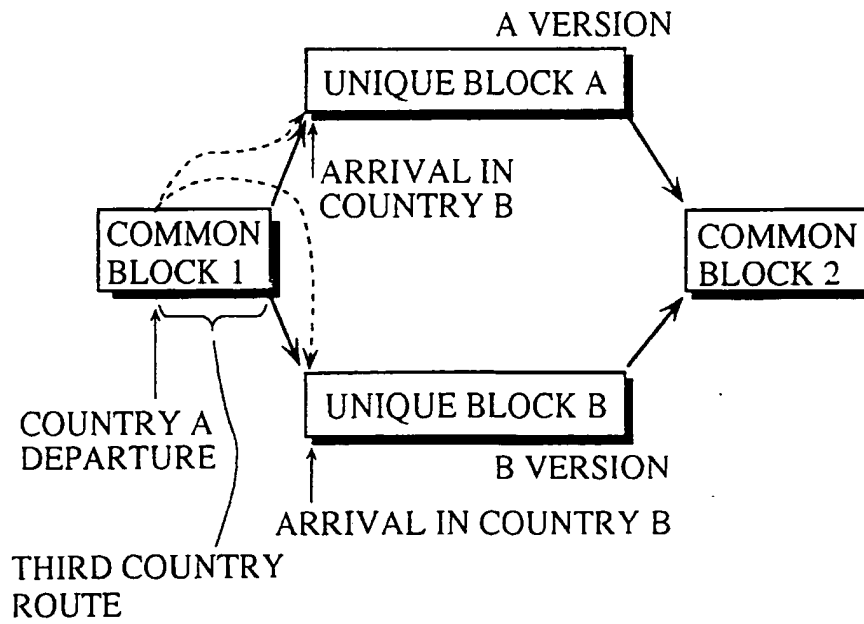 A VERSION
UNIQUE BLOCK A
ARRIVAL IN
COUNTRY B
COMMON
BLOCK 1
COMMON
BLOCK 2
UNIQUE BLOCK B
COUNTRY A
DEPARTURE
B VERSION
ARRIVAL IN COUNTRY B
THIRD COUNTRY
ROUTE